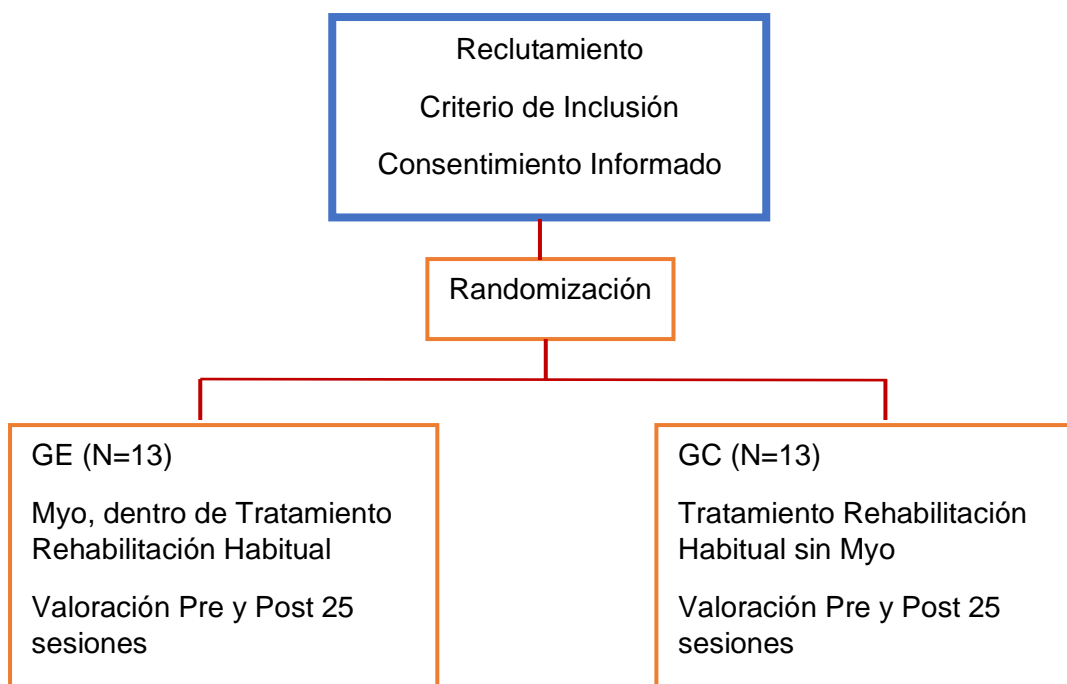 Reclutamiento
Criterio de Inclusión
Consentimiento Informado
Randomización
GE (N=13)
Myo, dentro de Tratamiento
Rehabilitación Habitual
Valoración Pre y Post 25
sesiones
GC (N=13)
Tratamiento Rehabilitación
Habitual sin Myo
Valoración Pre y Post 25
sesiones